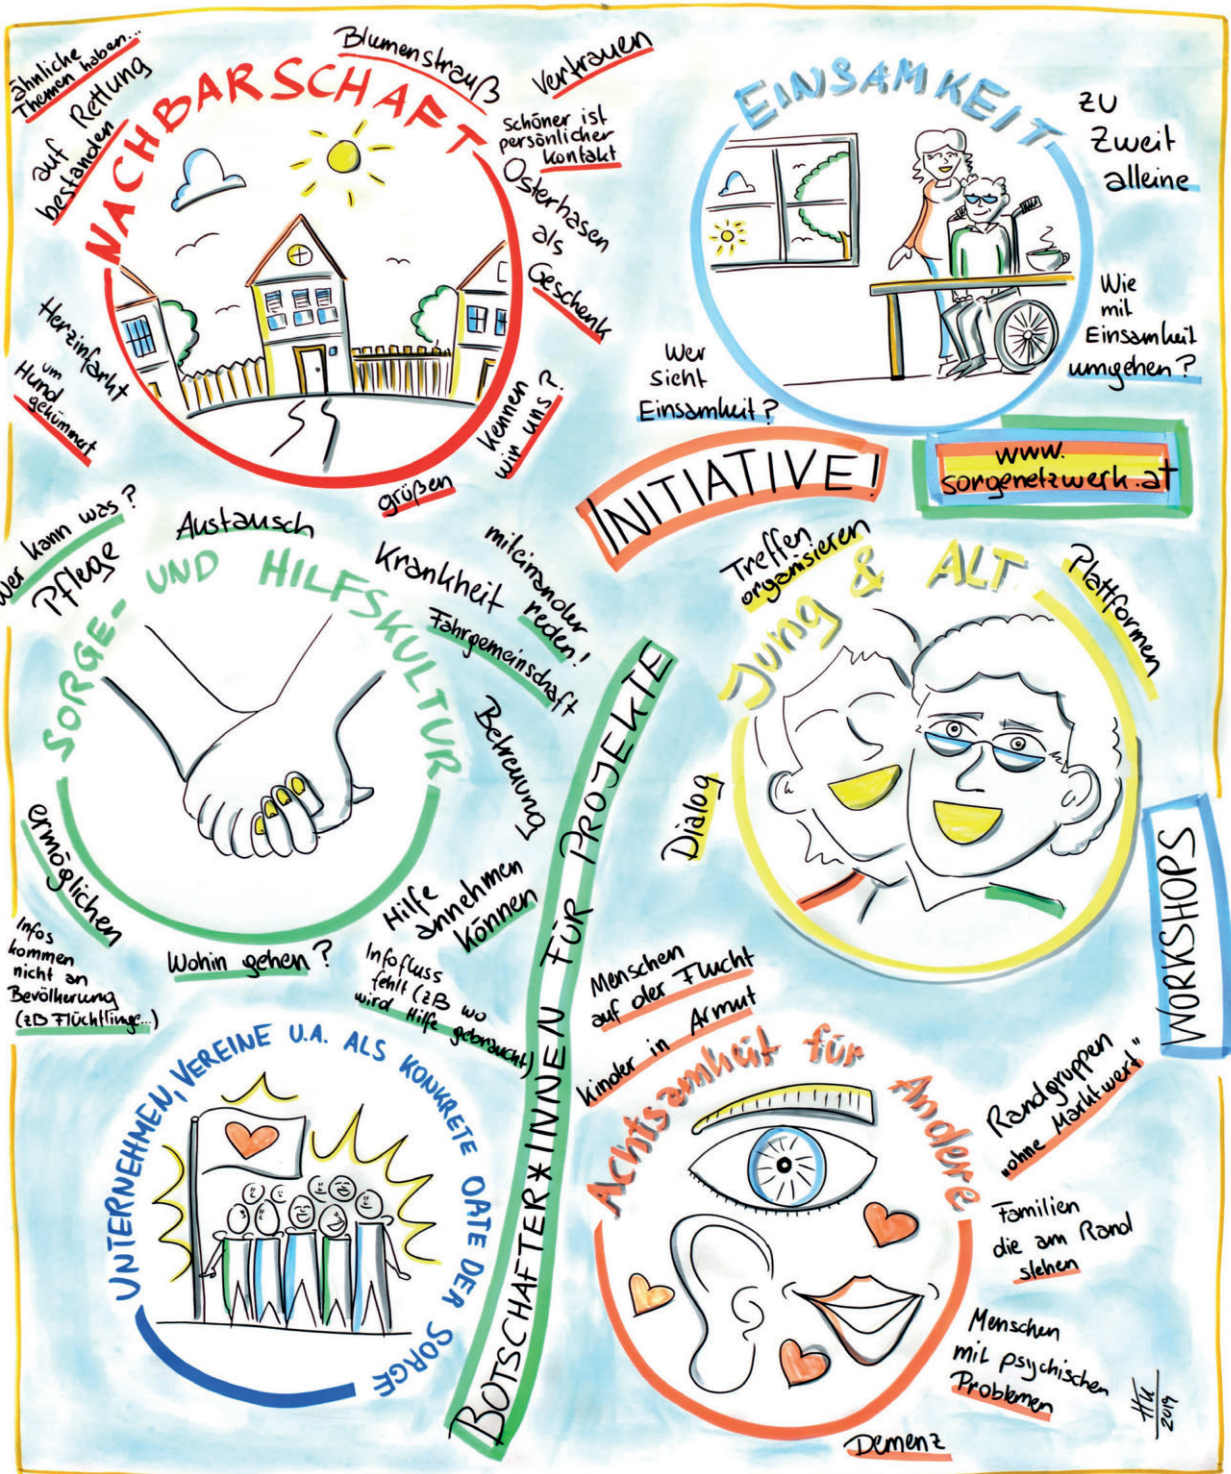 ähnliche
Themen haben...
auf Rettung
bestanden
NACHBARSCHAFT
Blumenstrauß
Vertrauen
schöner ist
persönlicher
Kontakt
Osterhasen
als
Geschenk
Herzinfarkt
um
Hund
gekümmert
kennen
wir uns?
grüßen
EINSAMKEIT
zu
Zweit
alleine
Wie
mit
Einsamkeit
umgehen?
Wer
sieht
Einsamkeit?
INITIATIVE!
www.
sorgenetzwerk.at
Wer kann was?
Pflege
Austausch
SORGE- UND HILFSKULTUR
Krankheit
miteinander
reden!
Fahrgemeinschaft
Betreuung
ermöglichen
Hilfe
annehmen
können
Infos
kommen
nicht an
Bevölkerung
(zB Flüchtlinge...)
Wohin gehen?
Infofluss
fehlt (zB wo
wird Hilfe gebraucht)
BOTSCHAFTER*INNEN FÜR PROJEKTE
Treffen
organisieren
Jung & ALT
Plattformen
Dialog
WORKSHOPS
UNTERNEHMEN, VEREINE U.A. ALS KONKRETE ORTE DER SORGE
Menschen
auf der Flucht
Kinder in Armut
Achtsamkeit für Andere
Randgruppen
"ohne Marktwert"
Familien
die am Rand
stehen
Menschen
mit psychischen
Problemen
Demenz
2019